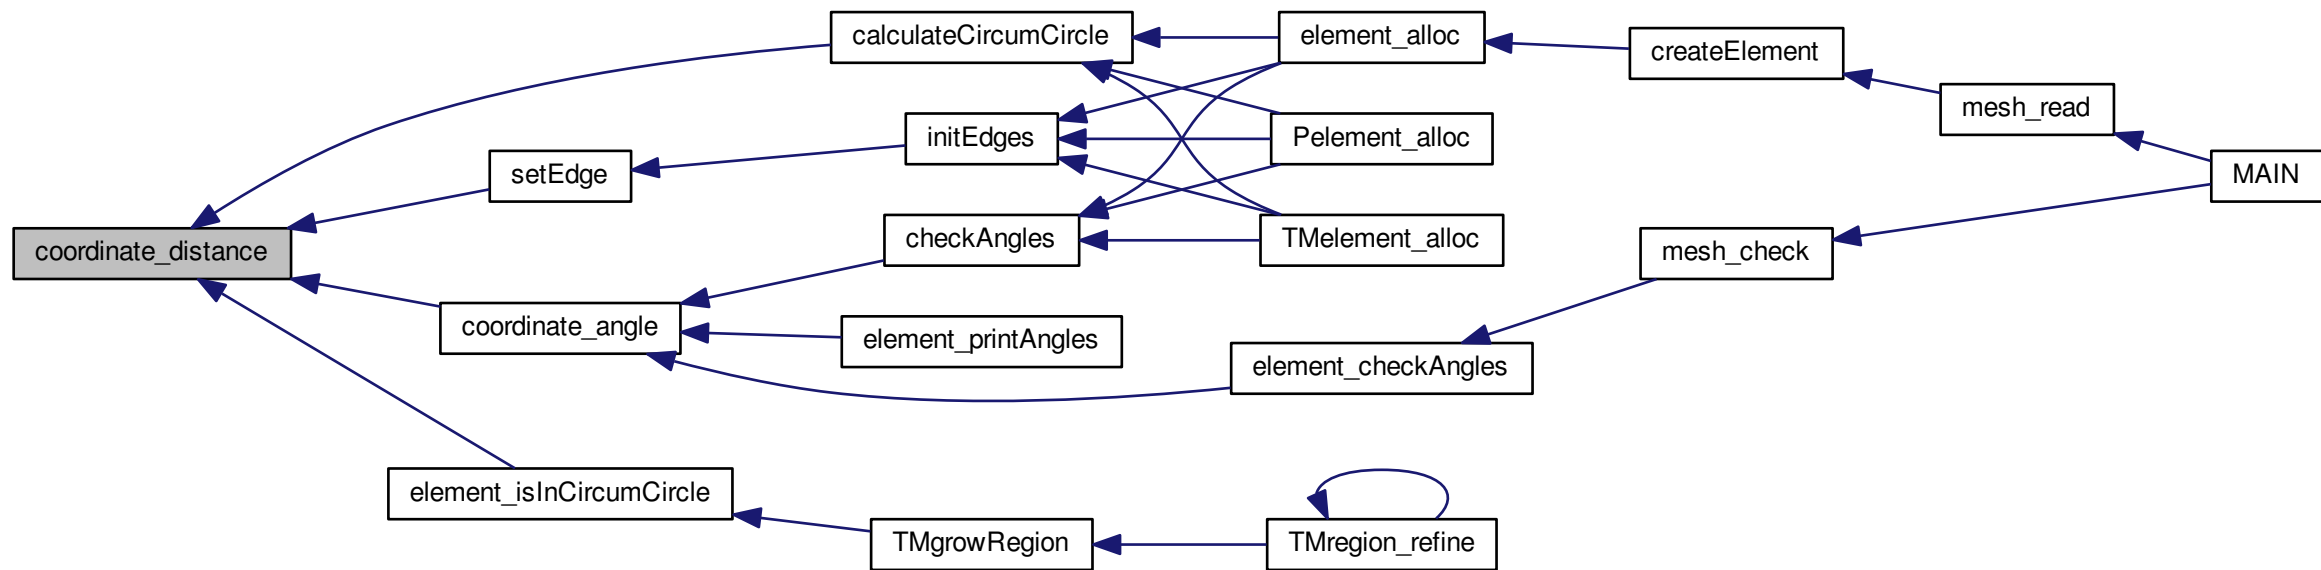 calculateCircumCircle
element_alloc
createElement
mesh_read
initEdges
Pelement_alloc
MAIN
setEdge
coordinate_distance
checkAngles
TMelement_alloc
mesh_check
coordinate_angle
element_printAngles
element_checkAngles
element_isInCircumCircle
TMgrowRegion
TMregion_refine